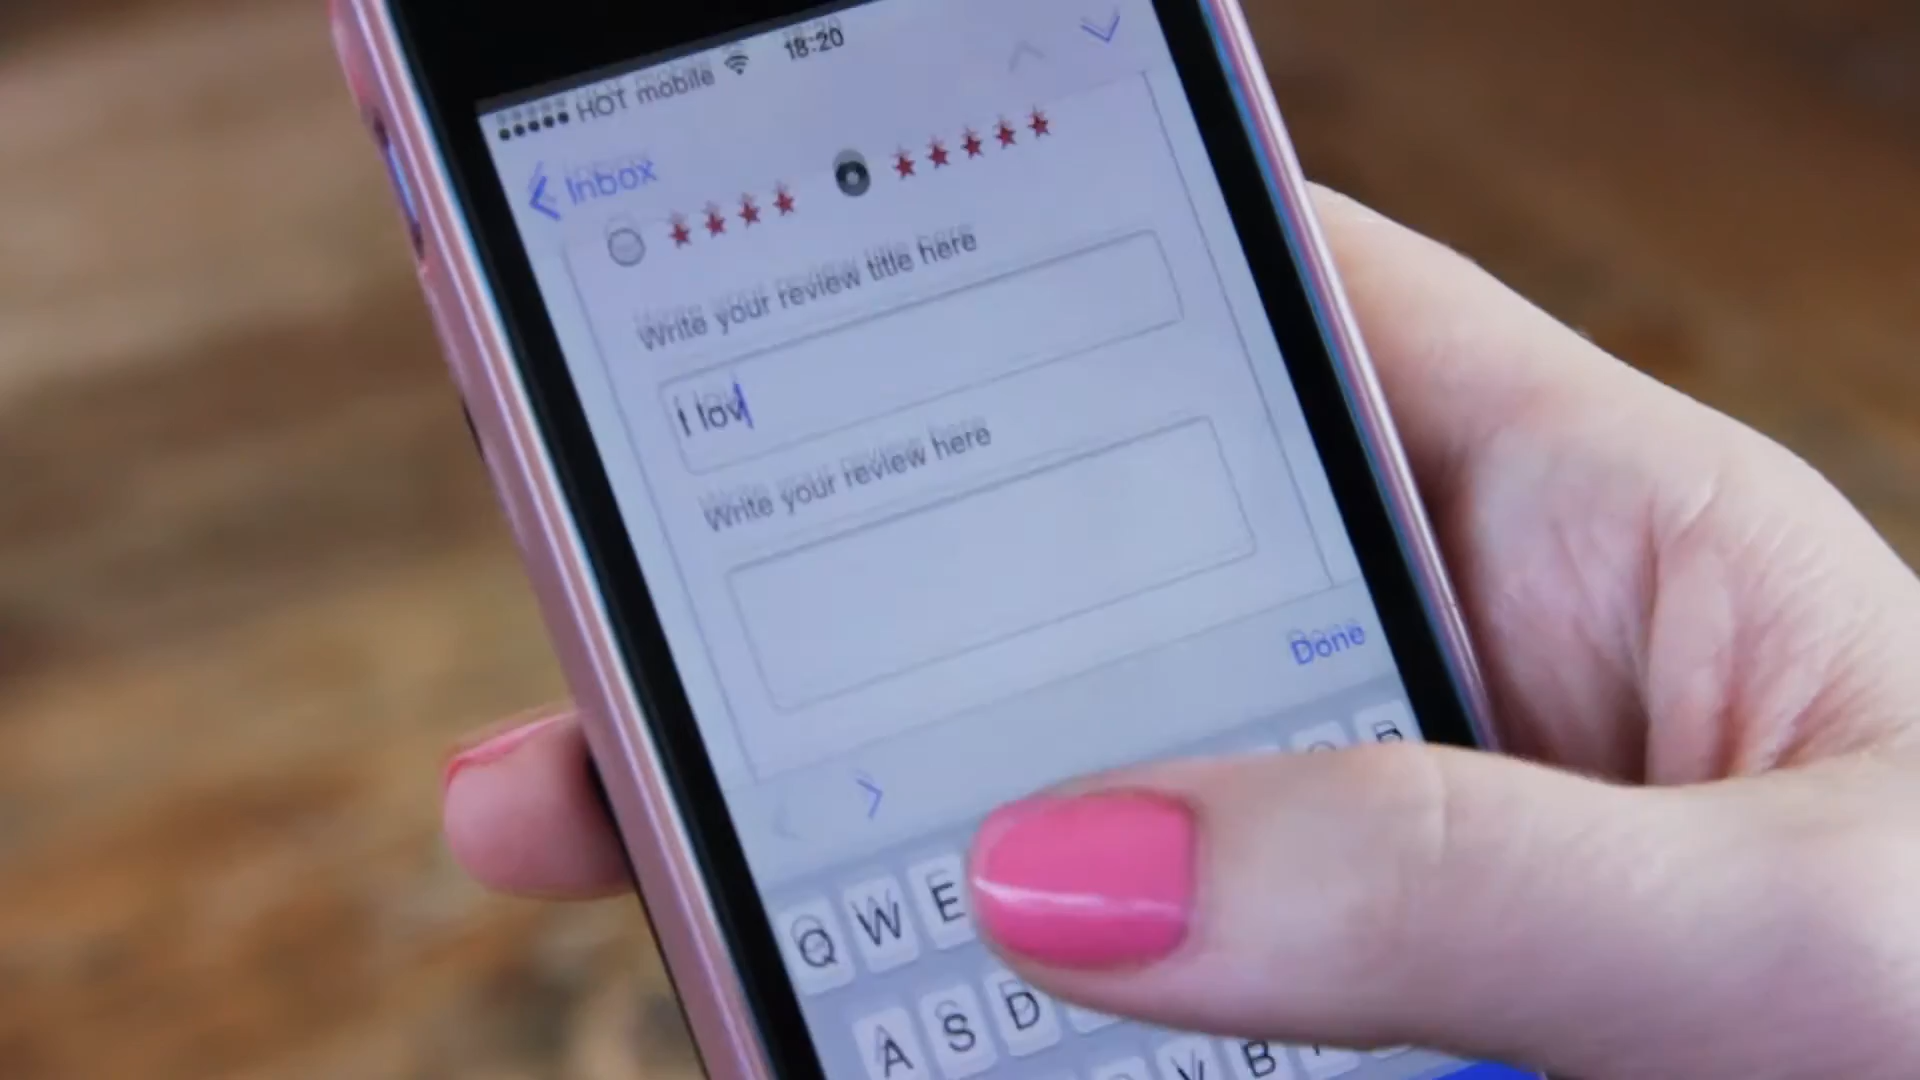 HOT mobile 18:20
Inbox
Write your review title here
I lov
Write your review here
Done
Q W E
A S D
V B